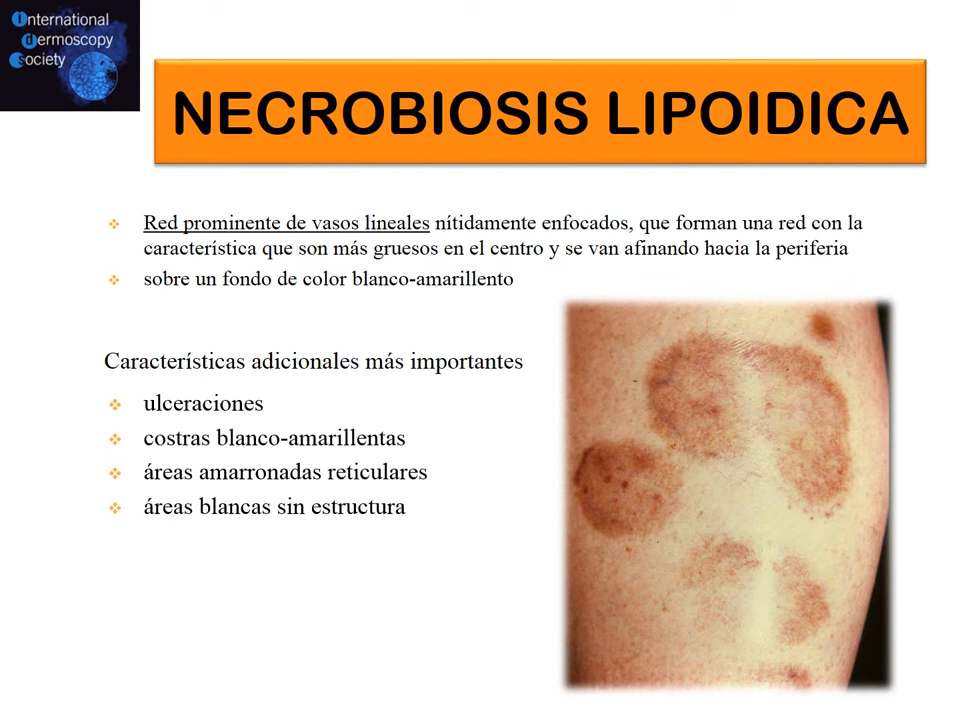 International
Dermoscopy
Society
NECROBIOSIS LIPOIDICA
Red prominente de vasos lineales nítidamente enfocados, que forman una red con la
característica que son más gruesos en el centro y se van afinando hacia la periferia
sobre un fondo de color blanco-amarillento
Características adicionales más importantes
ulceraciones
costras blanco-amarillentas
áreas amarronadas reticulares
áreas blancas sin estructura